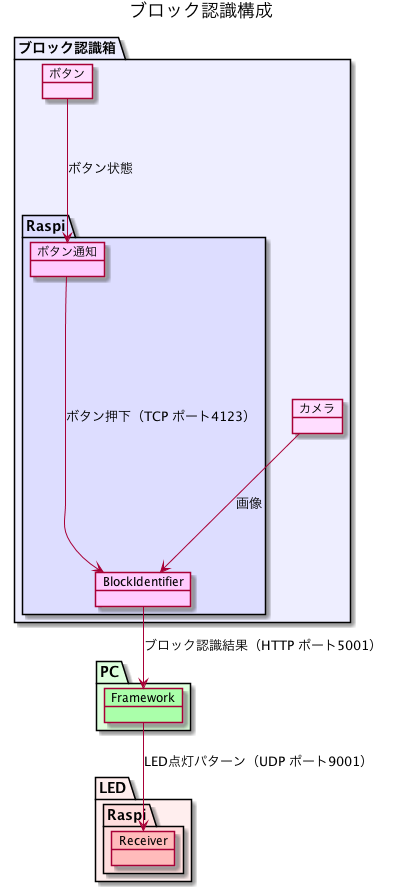 ブロック認識構成
ブロック認識箱
ボタン
ボタン状態
Raspi
ボタン通知
カメラ
ボタン押下（TCP ポート4123）
画像
BlockIdentifier
ブロック認識結果（HTTP ポート5001）
PC
Framework
LED点灯パターン（UDP ポート9001）
LED
Raspi
Receiver